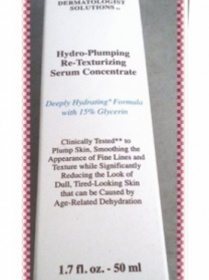 DERMATOLOGIST
SOLUTIONS™
Hydro-Plumping
Re-Texturizing
Serum Concentrate
Deeply Hydrating* Formula
with 15% Glycerin
Clinically Tested** to
Plump Skin, Smoothing the
Appearance of Fine Lines and
Texture while Significantly
Reducing the Look of
Dull, Tired-Looking Skin
that can be Caused by
Age-Related Dehydration
1.7 fl. oz. - 50 ml